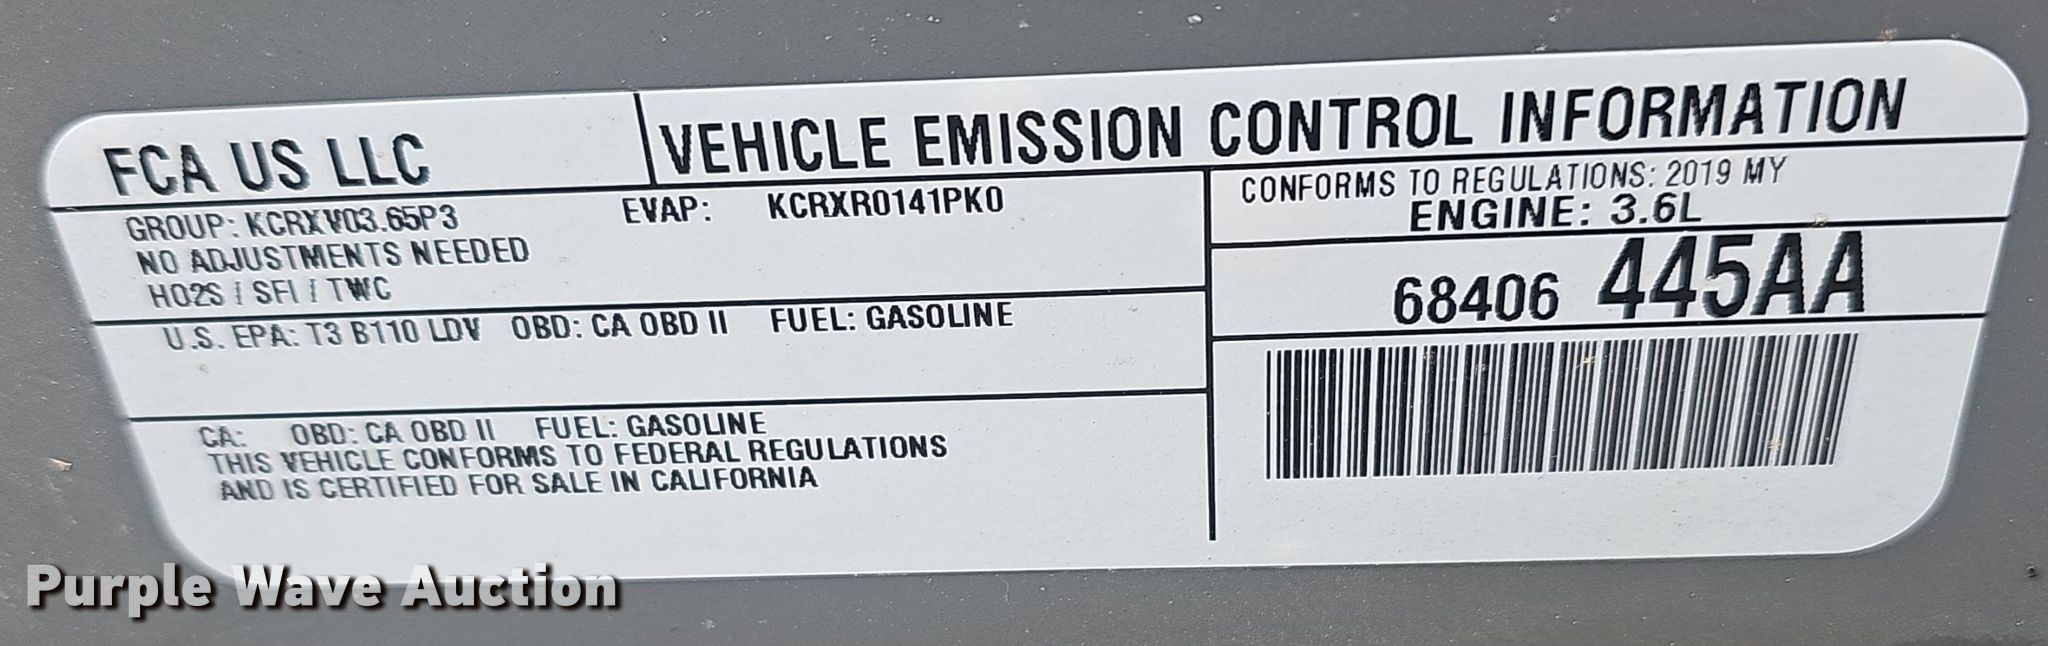 FCA US LLC
VEHICLE EMISSION CONTROL INFORMATION
GROUP: KCRXV03.65P3 EVAP: KCRXR0141PK0
NO ADJUSTMENTS NEEDED
HO2S / SFI / TWC
CONFORMS TO REGULATIONS: 2019 MY
ENGINE: 3.6L
68406 445AA
U.S. EPA: T3 B110 LDV OBD: CA OBD II FUEL: GASOLINE
CA: OBD: CA OBD II FUEL: GASOLINE
THIS VEHICLE CONFORMS TO FEDERAL REGULATIONS
AND IS CERTIFIED FOR SALE IN CALIFORNIA
Purple Wave Auction